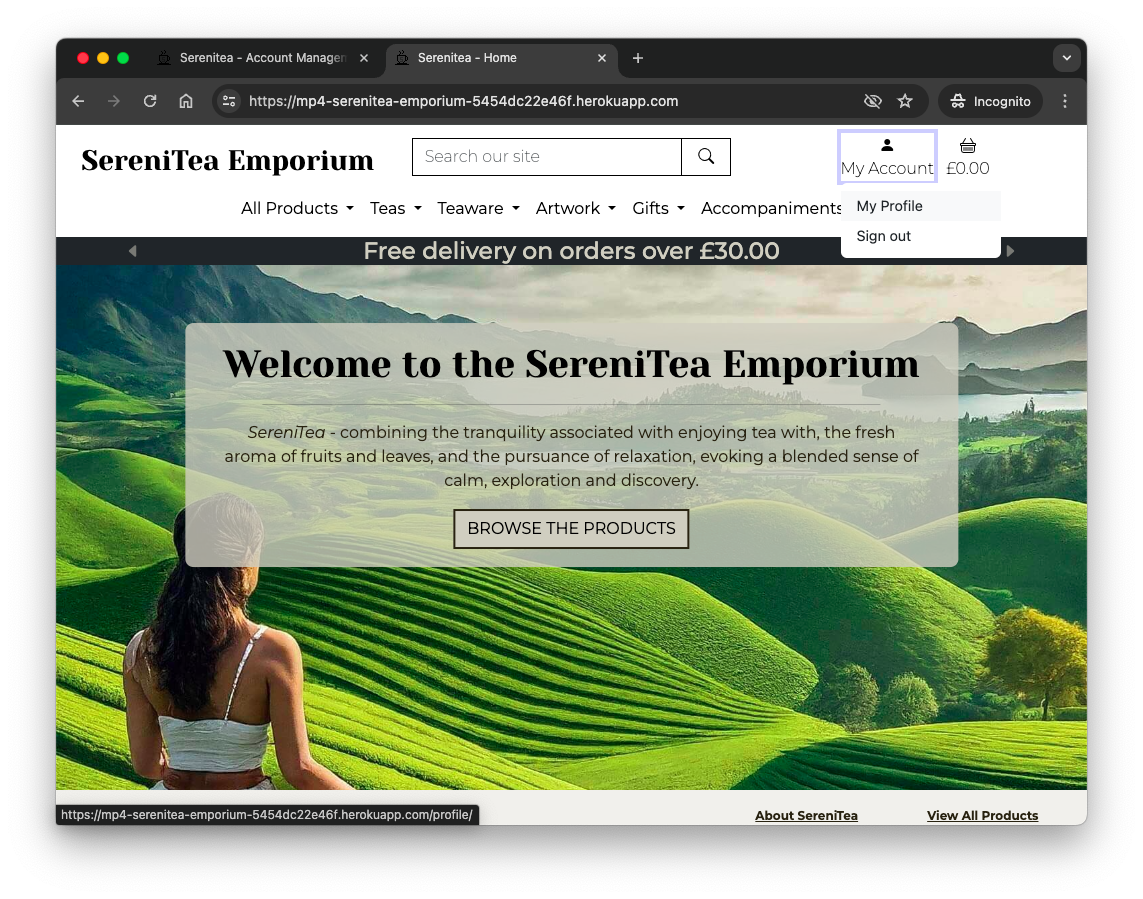 Serenitea - Account Managem
Serenitea - Home
https://mp4-serenitea-emporium-5454dc22e46f.herokuapp.com
Incognito
SereniTea Emporium
Search our site
My Account
£0.00
My Profile
Sign out
All Products
Teas
Teaware
Artwork
Gifts
Accompaniments
Free delivery on orders over £30.00
Welcome to the SereniTea Emporium
SereniTea - combining the tranquility associated with enjoying tea with, the fresh
aroma of fruits and leaves, and the pursuance of relaxation, evoking a blended sense of
calm, exploration and discovery.
BROWSE THE PRODUCTS
https://mp4-serenitea-emporium-5454dc22e46f.herokuapp.com/profile/
About SereniTea
View All Products